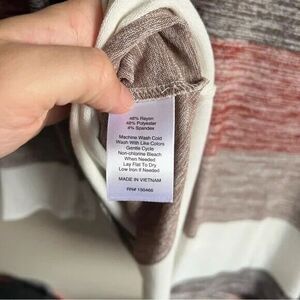 48% Rayon
48% Polyester
4% Spandex
Machine Wash Cold
Wash With Like Colors
Gentle Cycle
Non-chlorine Bleach
When Needed
Lay Flat To Dry
Low Iron If Needed
MADE IN VIETNAM
RN# 150465